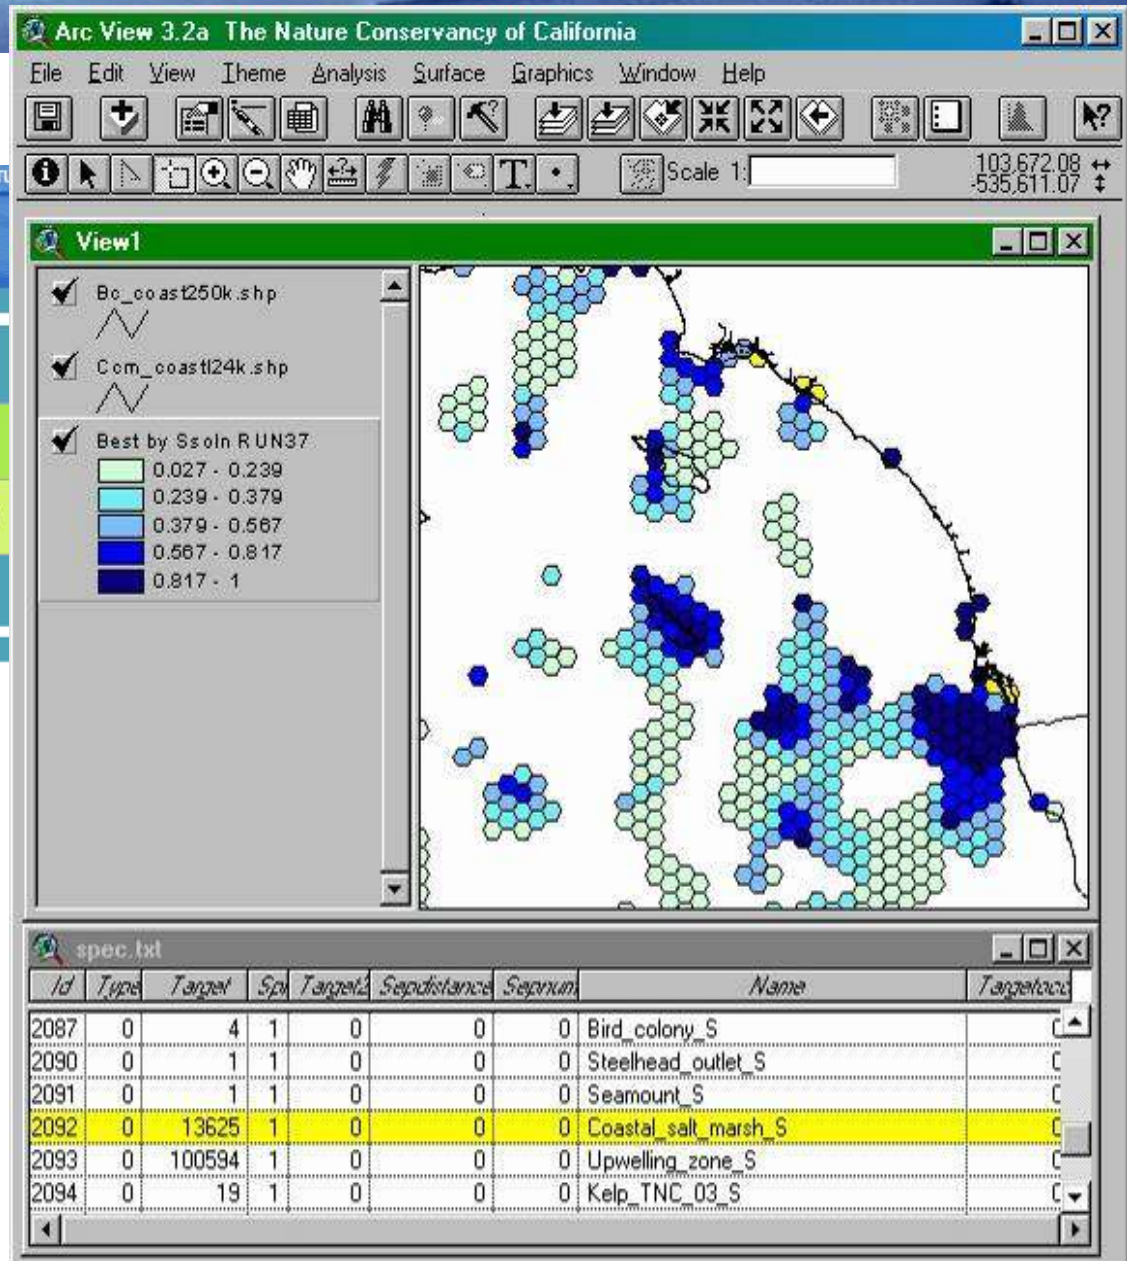 Arc View 3.2a The Nature Conservancy of California
File Edit View Theme Analysis Surface Graphics Window Help
T.
Scale 1:
103,672.08
-535,611.07
View1
Bc_coast250k.shp
Ccm_coastl24k.shp
Best by Ssoln RUN37
0.027 - 0.239
0.239 - 0.379
0.379 - 0.567
0.567 - 0.817
0.817 - 1
spec.txt
Id Type Target Spf Target2 Sepdistance Sepnum Name Targetocc
2087 0 4 1 0 0 0 Bird_colony_S
2090 0 1 1 0 0 0 Steelhead_outlet_S
2091 0 1 1 0 0 0 Seamount_S
2092 0 13625 1 0 0 0 Coastal_salt_marsh_S
2093 0 100594 1 0 0 0 Upwelling_zone_S
2094 0 19 1 0 0 0 Kelp_TNC_03_S